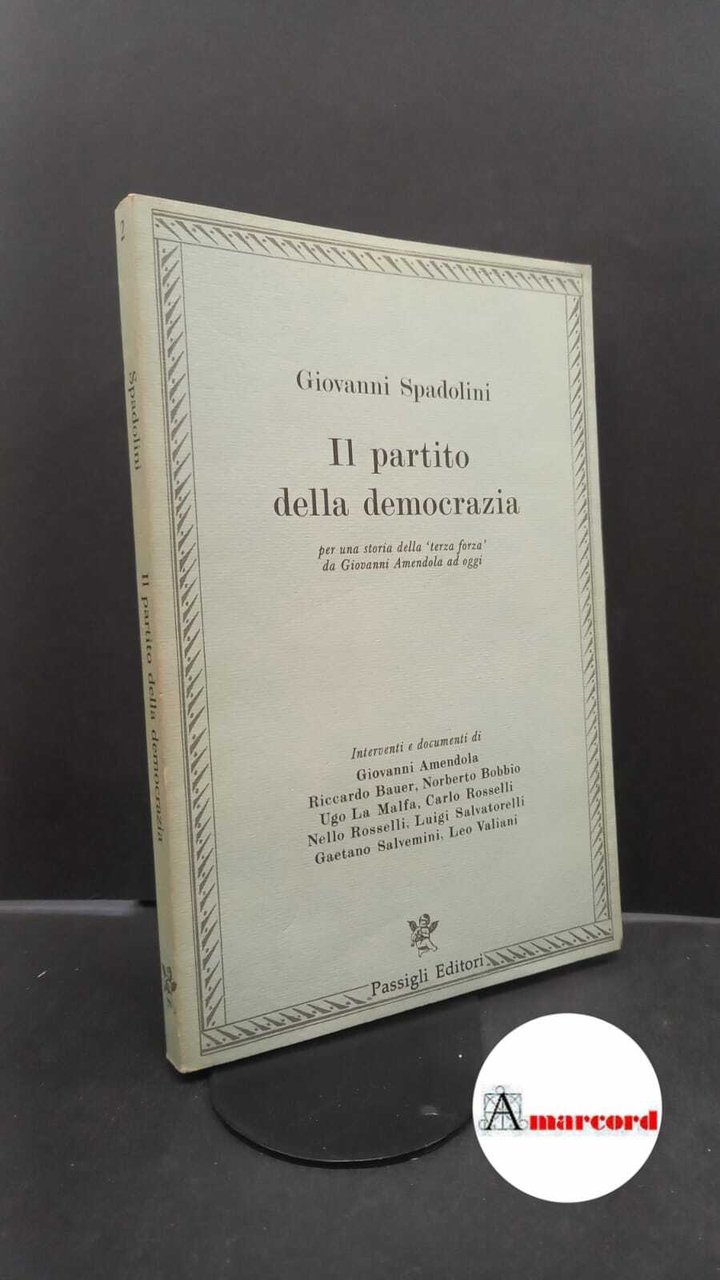 2
Spadolini
Il partito della democrazia
Giovanni Spadolini
Il partito
della democrazia
per una storia della 'terza forza'
da Giovanni Amendola ad oggi
Interventi e documenti di
Giovanni Amendola
Riccardo Bauer, Norberto Bobbio
Ugo La Malfa, Carlo Rosselli
Nello Rosselli, Luigi Salvatorelli
Gaetano Salvemini, Leo Valiani
Passigli Editori
Amarcord